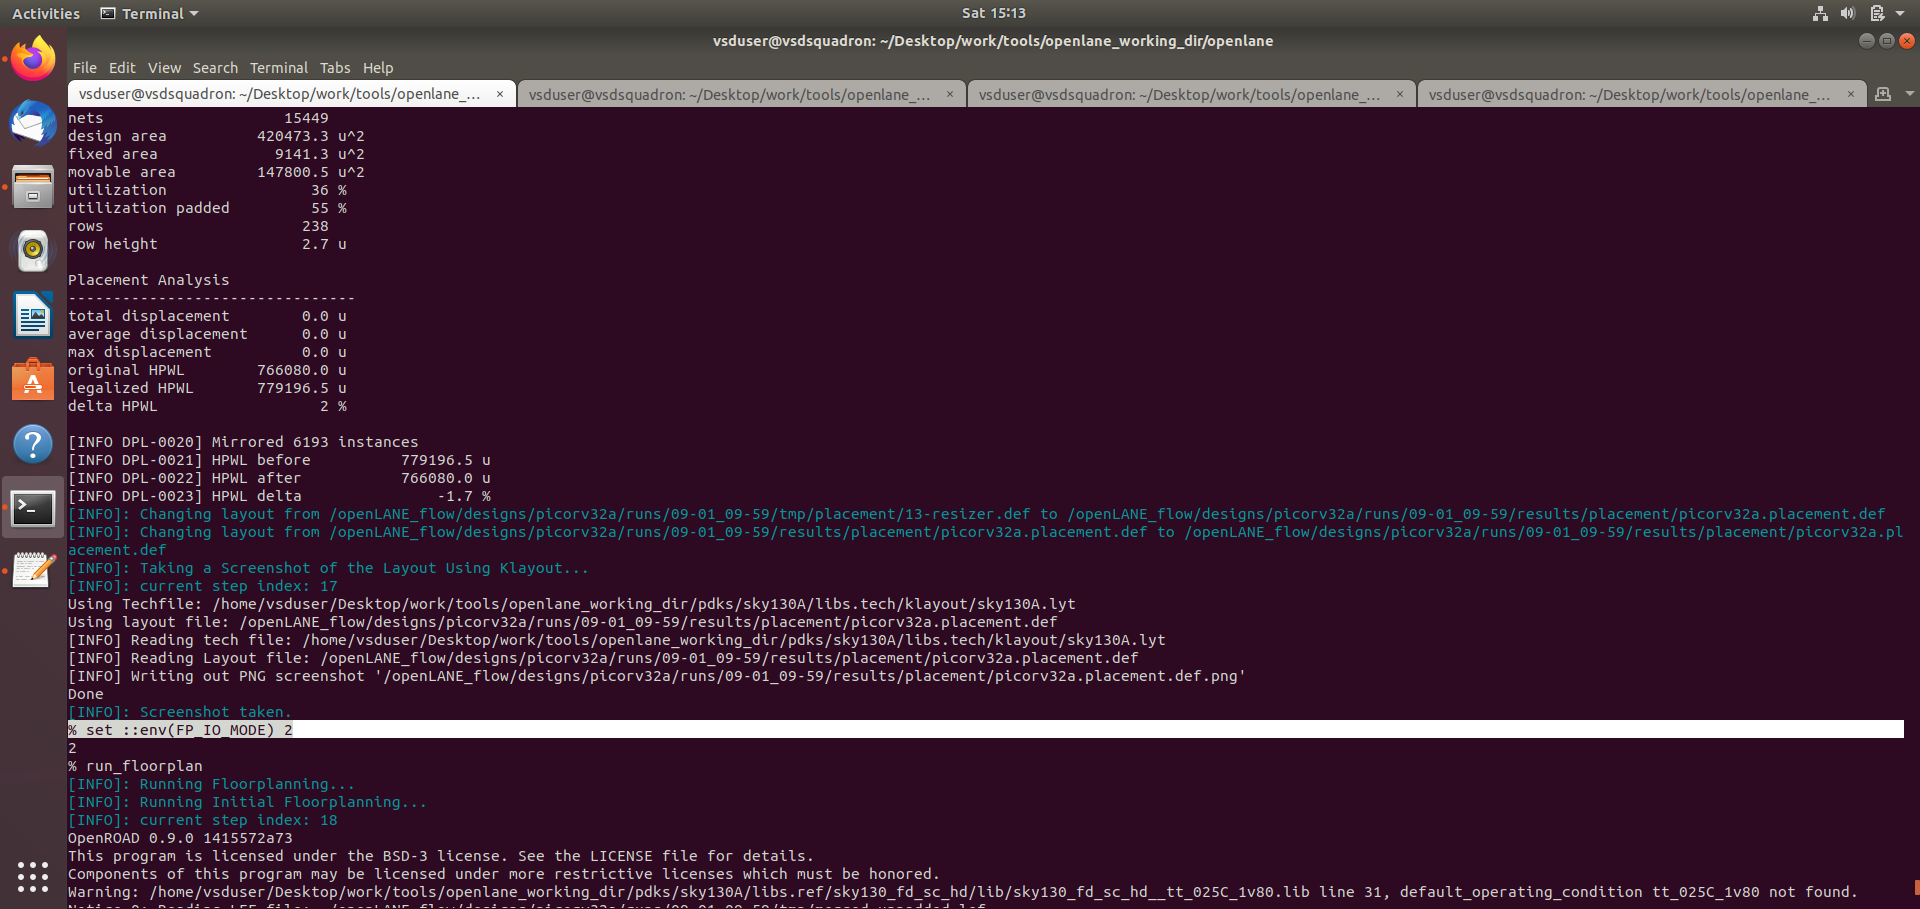 Activities Terminal Sat 15:13
vsduser@vsdsquadron: ~/Desktop/work/tools/openlane_working_dir/openlane
File Edit View Search Terminal Tabs Help
vsduser@vsdsquadron: ~/Desktop/work/tools/openlane_... × vsduser@vsdsquadron: ~/Desktop/work/tools/openlane_... × vsduser@vsdsquadron: ~/Desktop/work/tools/openlane_... × vsduser@vsdsquadron: ~/Desktop/work/tools/openlane_... ×
nets 15449
design area 420473.3 u^2
fixed area 9141.3 u^2
movable area 147800.5 u^2
utilization 36 %
utilization padded 55 %
rows 238
row height 2.7 u
Placement Analysis
--------------------------------
total displacement 0.0 u
average displacement 0.0 u
max displacement 0.0 u
original HPWL 766080.0 u
legalized HPWL 779196.5 u
delta HPWL 2 %
[INFO DPL-0020] Mirrored 6193 instances
[INFO DPL-0021] HPWL before 779196.5 u
[INFO DPL-0022] HPWL after 766080.0 u
[INFO DPL-0023] HPWL delta -1.7 %
[INFO]: Changing layout from /openLANE_flow/designs/picorv32a/runs/09-01_09-59/tmp/placement/13-resizer.def to /openLANE_flow/designs/picorv32a/runs/09-01_09-59/results/placement/picorv32a.placement.def
[INFO]: Changing layout from /openLANE_flow/designs/picorv32a/runs/09-01_09-59/results/placement/picorv32a.placement.def to /openLANE_flow/designs/picorv32a/runs/09-01_09-59/results/placement/picorv32a.pl
acement.def
[INFO]: Taking a Screenshot of the Layout Using Klayout...
[INFO]: current step index: 17
Using Techfile: /home/vsduser/Desktop/work/tools/openlane_working_dir/pdks/sky130A/libs.tech/klayout/sky130A.lyt
Using layout file: /openLANE_flow/designs/picorv32a/runs/09-01_09-59/results/placement/picorv32a.placement.def
[INFO] Reading tech file: /home/vsduser/Desktop/work/tools/openlane_working_dir/pdks/sky130A/libs.tech/klayout/sky130A.lyt
[INFO] Reading Layout file: /openLANE_flow/designs/picorv32a/runs/09-01_09-59/results/placement/picorv32a.placement.def
[INFO] Writing out PNG screenshot '/openLANE_flow/designs/picorv32a/runs/09-01_09-59/results/placement/picorv32a.placement.def.png'
Done
[INFO]: Screenshot taken.
% set ::env(FP_IO_MODE) 2
2
% run_floorplan
[INFO]: Running Floorplanning...
[INFO]: Running Initial Floorplanning...
[INFO]: current step index: 18
OpenROAD 0.9.0 1415572a73
This program is licensed under the BSD-3 license. See the LICENSE file for details.
Components of this program may be licensed under more restrictive licenses which must be honored.
Warning: /home/vsduser/Desktop/work/tools/openlane_working_dir/pdks/sky130A/libs.ref/sky130_fd_sc_hd/lib/sky130_fd_sc_hd__tt_025C_1v80.lib line 31, default_operating_condition tt_025C_1v80 not found.